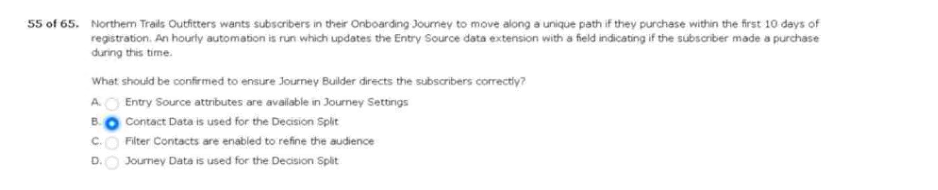 55 of 65. Northern Trails Outfitters wants subscribers in their Onboarding Journey to move along a unique path if they purchase within the first 10 days of
registration. An hourly automation is run which updates the Entry Source data extension with a field indicating if the subscriber made a purchase
during this time.
What should be confirmed to ensure Journey Builder directs the subscribers correctly?
A. Entry Source attributes are available in Journey Settings
B. Contact Data is used for the Decision Split
C. Filter Contacts are enabled to refine the audience
D. Journey Data is used for the Decision Split